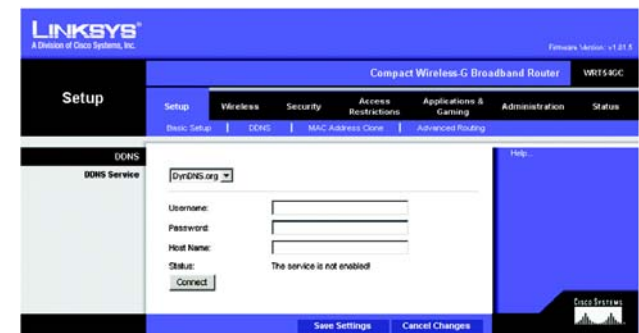 LINKSYS®
A Division of Cisco Systems, Inc.
Firmware Version: v1.01.5
Compact Wireless-G Broadband Router WRT54GC
Setup
Setup Wireless Security Access Restrictions Applications & Gaming Administration Status
Basic Setup | DDNS | MAC Address Clone | Advanced Routing
DDNS
Help...
DDNS Service
DynDNS.org
Username:
Password:
Host Name:
Status: The service is not enabled!
Connect
CISCO SYSTEMS
Save Settings Cancel Changes